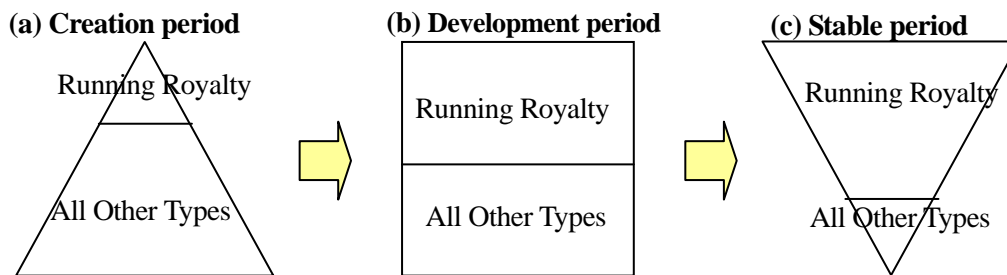 (a) Creation period
Running Royalty
All Other Types
(b) Development period
Running Royalty
All Other Types
(c) Stable period
Running Royalty
All Other Types